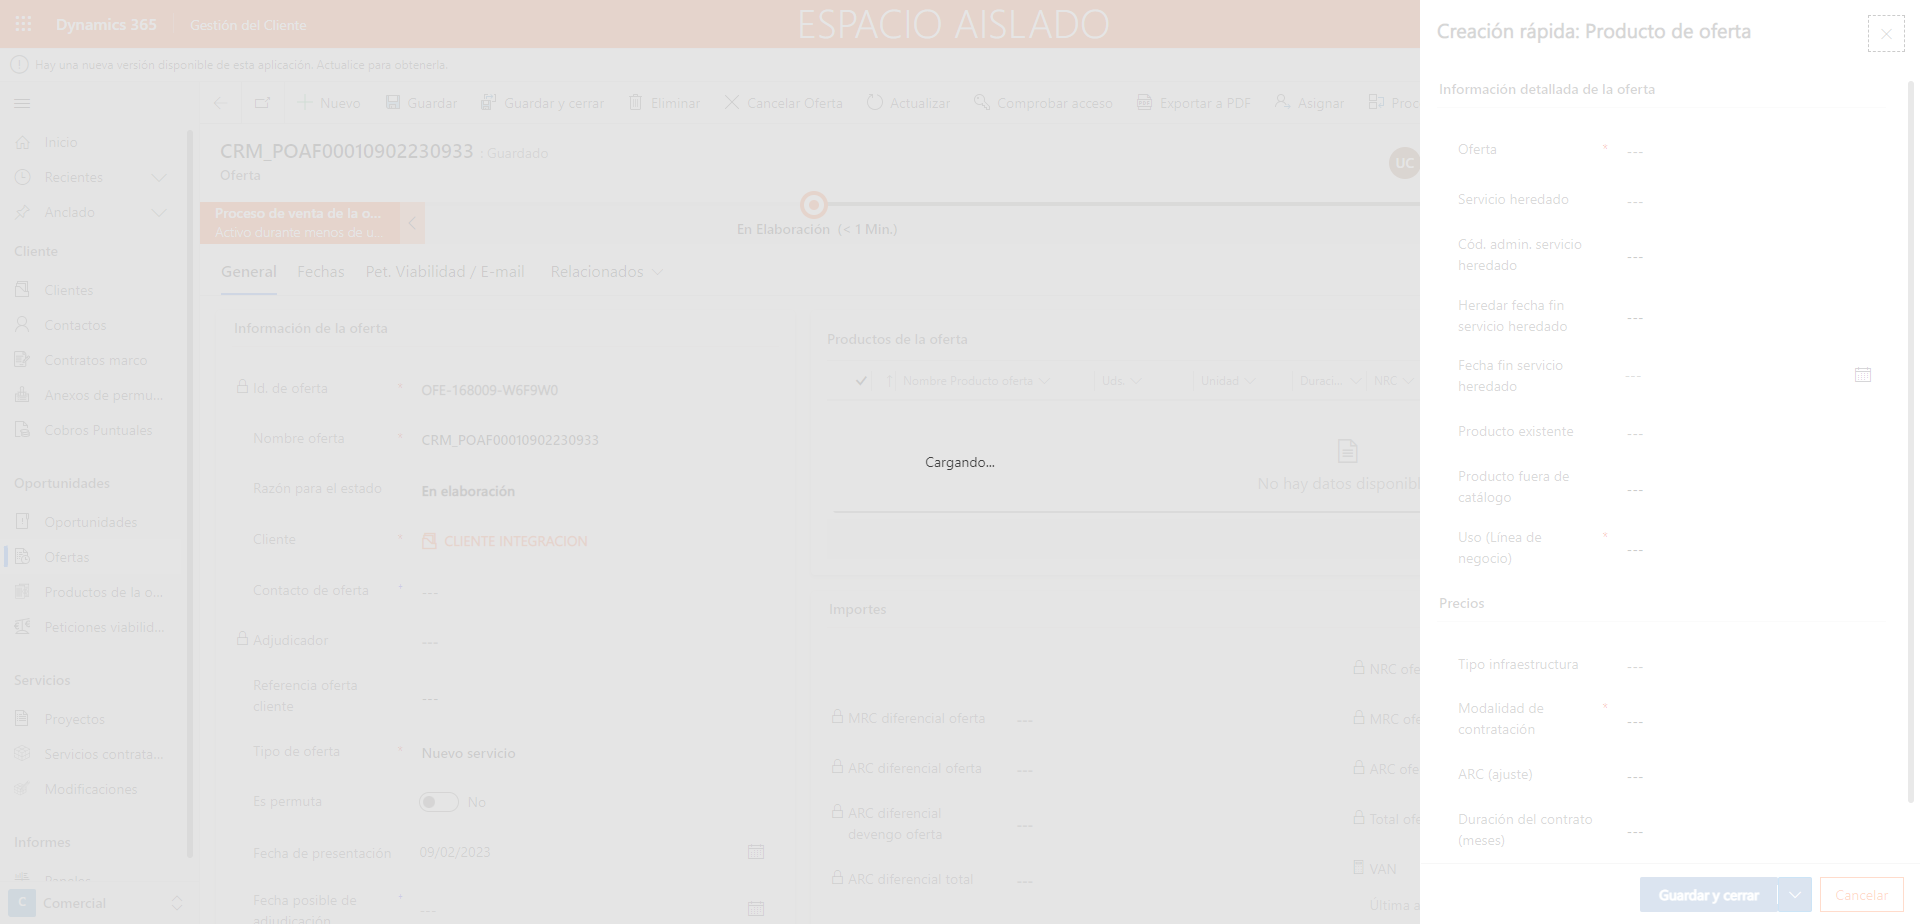 Dynamics 365
Gestión del Cliente
ESPACIO AISLADO
Hay una nueva versión disponible de esta aplicación. Actualice para obtenerla.
Nuevo
Guardar
Guardar y cerrar
Eliminar
Cancelar Oferta
Actualizar
Comprobar acceso
Exportar a PDF
Asignar
Proc
Inicio
Recientes
Anclado
Cliente
Clientes
Contactos
Contratos marco
Anexos de permu...
Cobros Puntuales
Oportunidades
Oportunidades
Ofertas
Productos de la o...
Peticiones viabilid...
Servicios
Proyectos
Servicios contrata...
Modificaciones
Informes
Paneles
C Comercial
CRM_POAF00010902230933 : Guardado
Oferta
UC
Proceso de venta de la o...
Activo durante menos de u...
En Elaboración (< 1 Min.)
General
Fechas
Pet. Viabilidad / E-mail
Relacionados
Información de la oferta
Id. de oferta * OFE-168009-W6F9W0
Nombre oferta * CRM_POAF00010902230933
Razón para el estado En elaboración
Cliente * CLIENTE INTEGRACION
Contacto de oferta * ---
Adjudicador ---
Referencia oferta
cliente ---
Tipo de oferta * Nuevo servicio
Es permuta No
Fecha de presentación 09/02/2023
Fecha posible de
adjudicación * ---
Productos de la oferta
Nombre Producto oferta
Uds.
Unidad
Duraci...
NRC
Cargando...
No hay datos disponibl
Importes
NRC ofe
MRC diferencial oferta ---
MRC ofe
ARC diferencial oferta ---
ARC ofe
ARC diferencial
devengo oferta ---
Total ofe
ARC diferencial total ---
VAN
Última a
Creación rápida: Producto de oferta
Información detallada de la oferta
Oferta * ---
Servicio heredado ---
Cód. admin. servicio
heredado ---
Heredar fecha fin
servicio heredado ---
Fecha fin servicio
heredado ---
Producto existente ---
Producto fuera de
catálogo ---
Uso (Línea de
negocio) * ---
Precios
Tipo infraestructura ---
Modalidad de
contratación * ---
ARC (ajuste) ---
Duración del contrato
(meses) ---
Guardar y cerrar
Cancelar